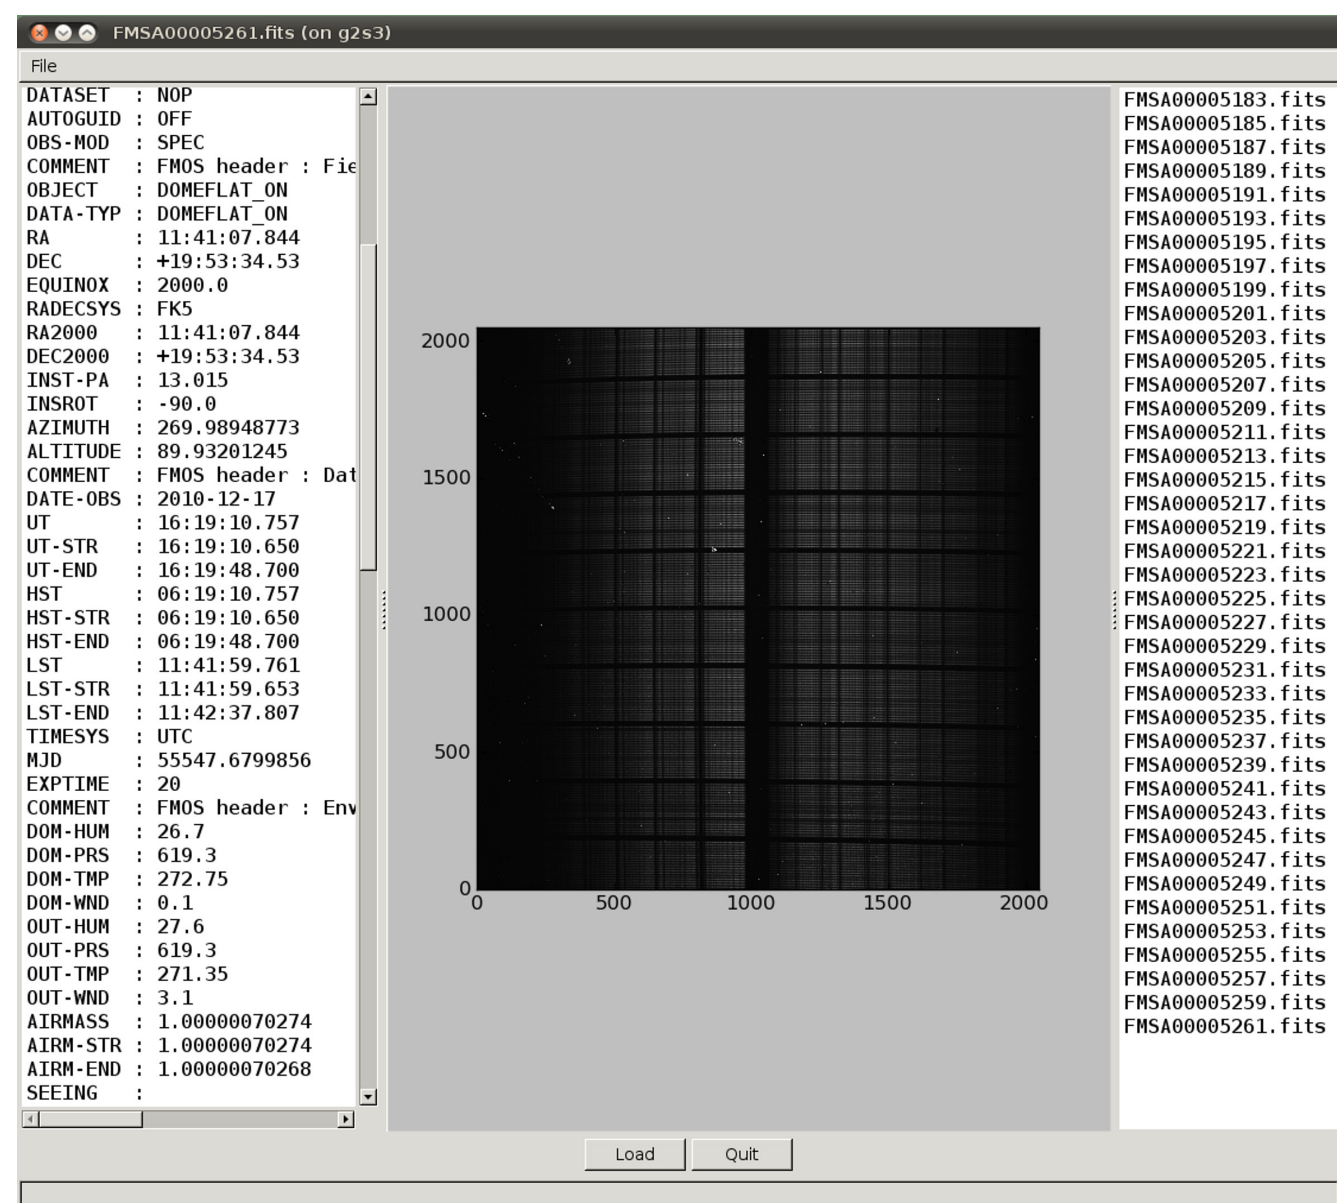 FMSA00005261.fits (on g2s3)
File
DATASET : NOP
AUTOGUID : OFF
OBS-MOD : SPEC
COMMENT : FMOS header : Fie
OBJECT : DOMEFLAT_ON
DATA-TYP : DOMEFLAT_ON
RA : 11:41:07.844
DEC : +19:53:34.53
EQUINOX : 2000.0
RADECSYS : FK5
RA2000 : 11:41:07.844
DEC2000 : +19:53:34.53
INST-PA : 13.015
INSROT : -90.0
AZIMUTH : 269.98948773
ALTITUDE : 89.93201245
COMMENT : FMOS header : Dat
DATE-OBS : 2010-12-17
UT : 16:19:10.757
UT-STR : 16:19:10.650
UT-END : 16:19:48.700
HST : 06:19:10.757
HST-STR : 06:19:10.650
HST-END : 06:19:48.700
LST : 11:41:59.761
LST-STR : 11:41:59.653
LST-END : 11:42:37.807
TIMESYS : UTC
MJD : 55547.6799856
EXPTIME : 20
COMMENT : FMOS header : Env
DOM-HUM : 26.7
DOM-PRS : 619.3
DOM-TMP : 272.75
DOM-WND : 0.1
OUT-HUM : 27.6
OUT-PRS : 619.3
OUT-TMP : 271.35
OUT-WND : 3.1
AIRMASS : 1.00000070274
AIRM-STR : 1.00000070274
AIRM-END : 1.00000070268
SEEING :
2000
1500
1000
500
0
0 500 1000 1500 2000
FMSA00005183.fits
FMSA00005185.fits
FMSA00005187.fits
FMSA00005189.fits
FMSA00005191.fits
FMSA00005193.fits
FMSA00005195.fits
FMSA00005197.fits
FMSA00005199.fits
FMSA00005201.fits
FMSA00005203.fits
FMSA00005205.fits
FMSA00005207.fits
FMSA00005209.fits
FMSA00005211.fits
FMSA00005213.fits
FMSA00005215.fits
FMSA00005217.fits
FMSA00005219.fits
FMSA00005221.fits
FMSA00005223.fits
FMSA00005225.fits
FMSA00005227.fits
FMSA00005229.fits
FMSA00005231.fits
FMSA00005233.fits
FMSA00005235.fits
FMSA00005237.fits
FMSA00005239.fits
FMSA00005241.fits
FMSA00005243.fits
FMSA00005245.fits
FMSA00005247.fits
FMSA00005249.fits
FMSA00005251.fits
FMSA00005253.fits
FMSA00005255.fits
FMSA00005257.fits
FMSA00005259.fits
FMSA00005261.fits
Load Quit